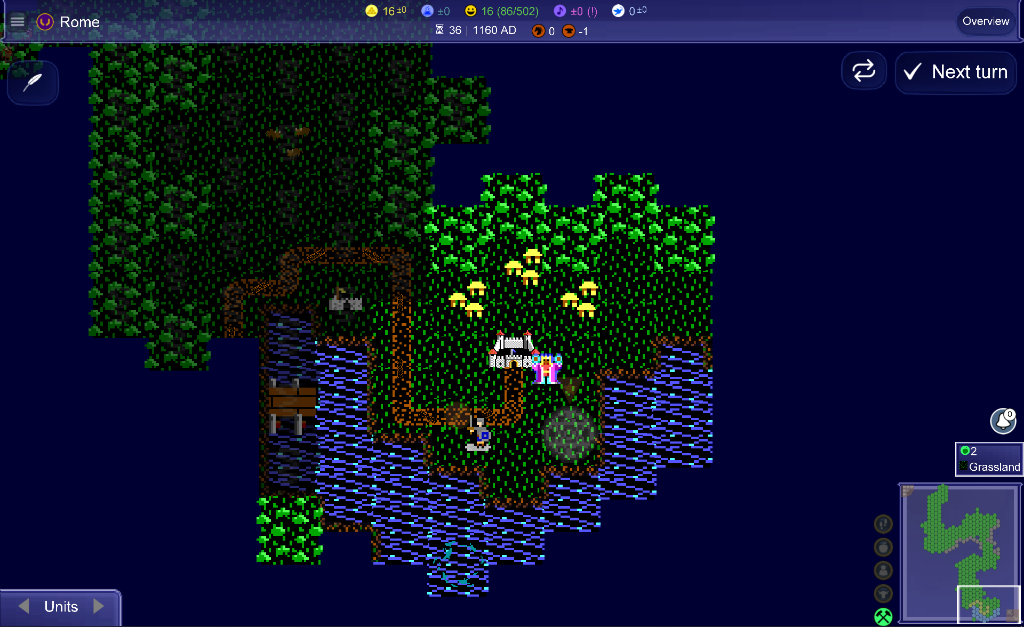 Rome
16 ±0 ±0 16 (86/502) ±0 (!) 0 ±0
36 1160 AD 0 -1
Overview
Next turn
0
2
Grassland
Units